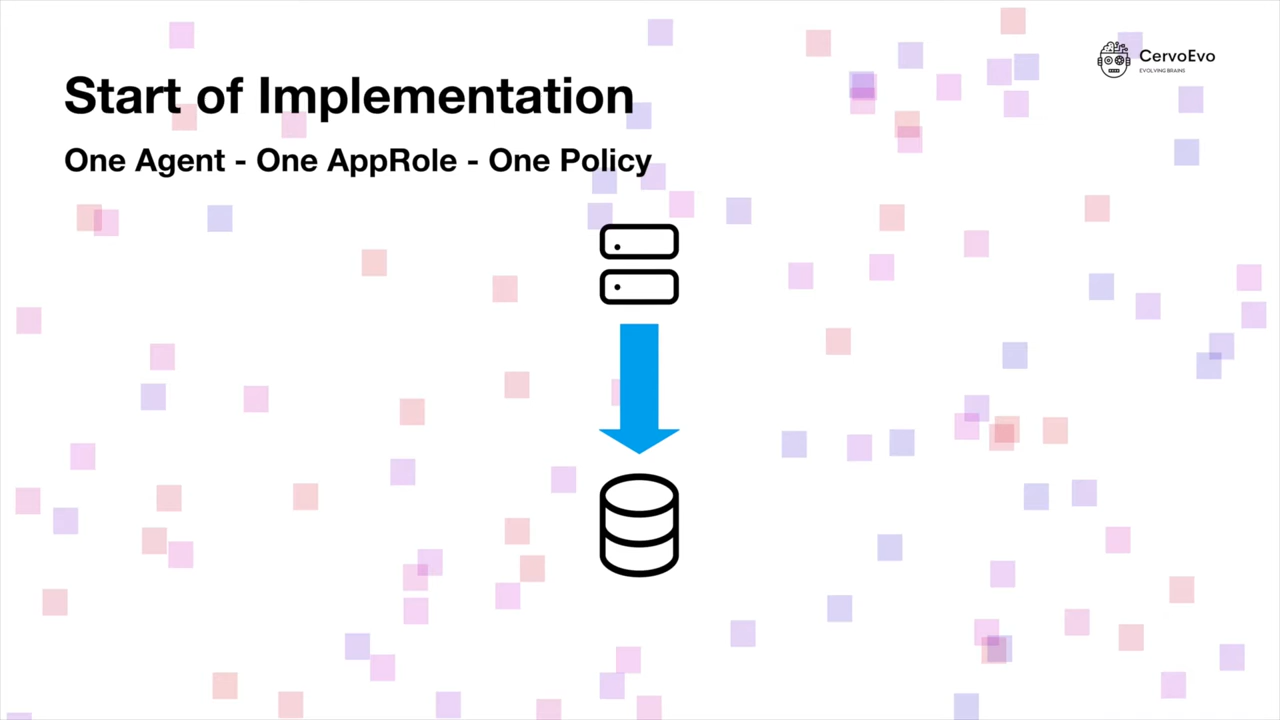 Start of Implementation
One Agent - One AppRole - One Policy
CervoEvo
EVOLVING BRAINS